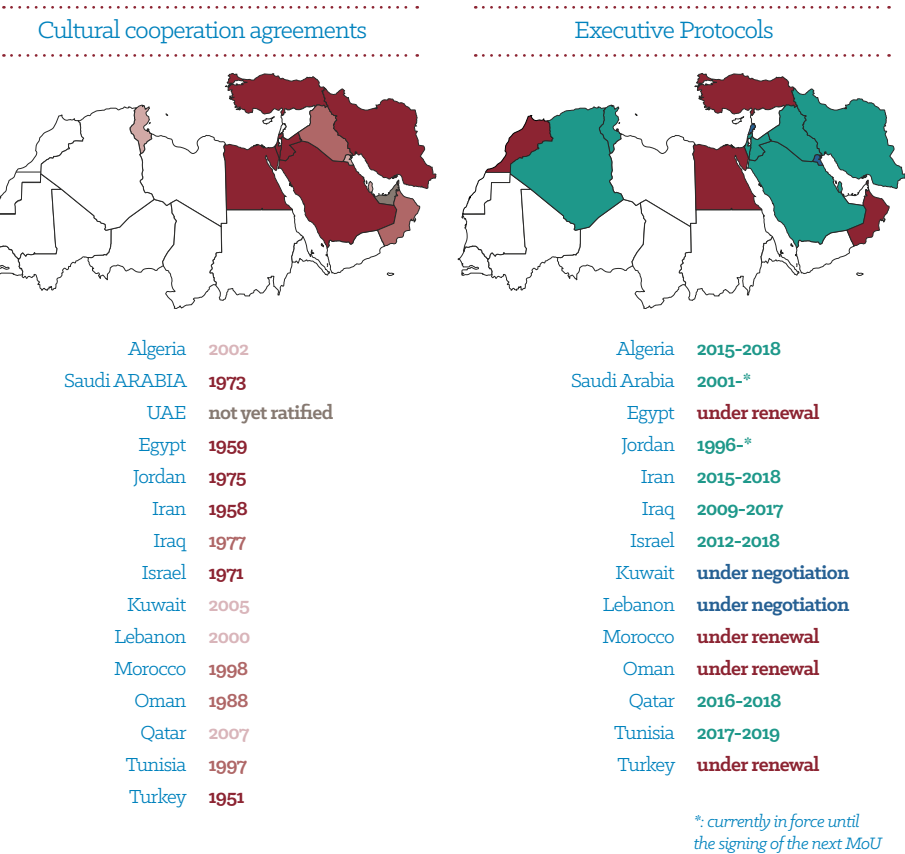 Cultural cooperation agreements
Algeria 2002
Saudi ARABIA 1973
UAE not yet ratified
Egypt 1959
Jordan 1975
Iran 1958
Iraq 1977
Israel 1971
Kuwait 2005
Lebanon 2000
Morocco 1998
Oman 1988
Qatar 2007
Tunisia 1997
Turkey 1951
Executive Protocols
Algeria 2015-2018
Saudi Arabia 2001-*
Egypt under renewal
Jordan 1996-*
Iran 2015-2018
Iraq 2009-2017
Israel 2012-2018
Kuwait under negotiation
Lebanon under negotiation
Morocco under renewal
Oman under renewal
Qatar 2016-2018
Tunisia 2017-2019
Turkey under renewal
*: currently in force until
the signing of the next MoU